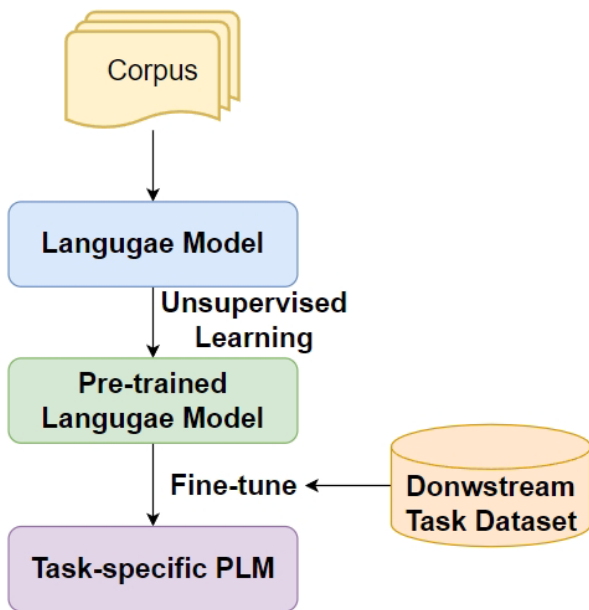 Corpus
Langugae Model
Unsupervised
Learning
Pre-trained
Langugae Model
Fine-tune
Donwstream
Task Dataset
Task-specific PLM